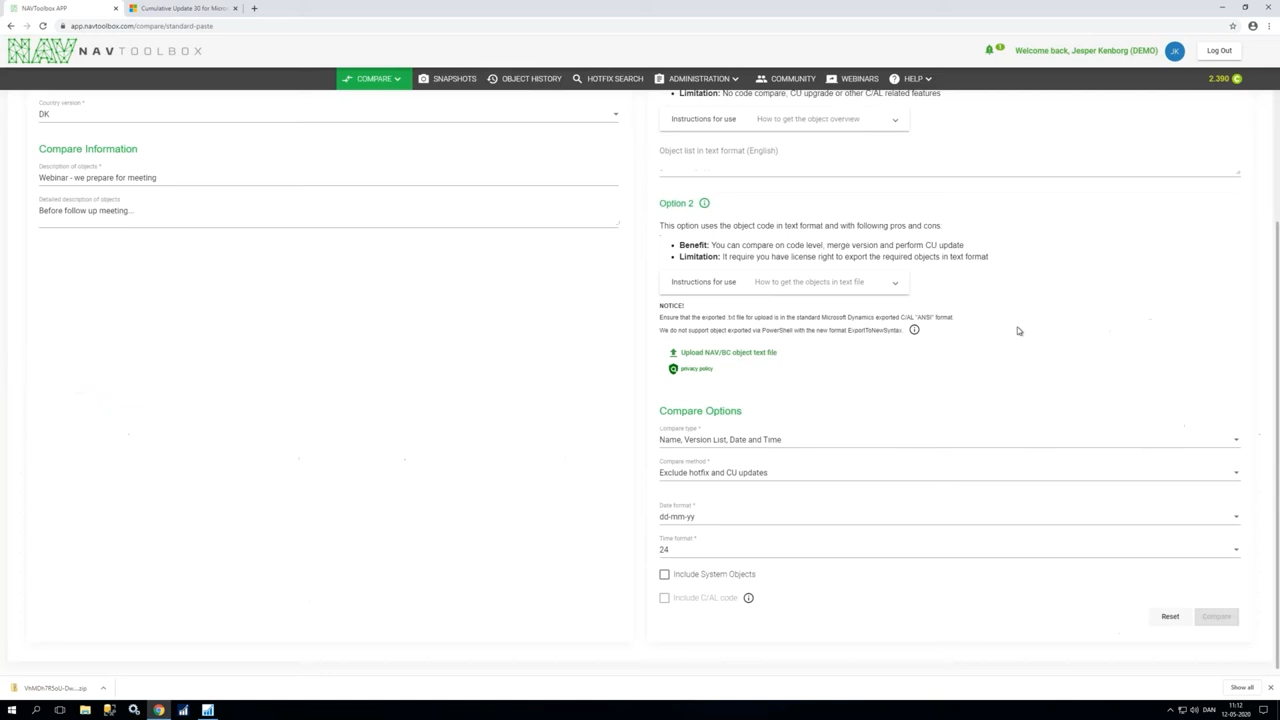 NAVToolbox APP
Cumulative Update 30 for Micros
app.navtoolbox.com/compare/standard-paste
NAV NAVTOOLBOX
1
Welcome back, Jesper Kenborg (DEMO)
JK
Log Out
COMPARE
SNAPSHOTS
OBJECT HISTORY
HOTFIX SEARCH
ADMINISTRATION
COMMUNITY
WEBINARS
HELP
2.390 C
Country version *
DK
Compare Information
Description of objects *
Webinar - we prepare for meeting
Detailed description of objects
Before follow up meeting...
Limitation: No code compare, CU upgrade or other C/AL related features
Instructions for use How to get the object overview
Object list in text format (English)
Option 2
This option uses the object code in text format and with following pros and cons
Benefit: You can compare on code level, merge version and perform CU update
Limitation: It require you have license right to export the required objects in text format
Instructions for use How to get the objects in text file
NOTICE!
Ensure that the exported .txt file for upload is in the standard Microsoft Dynamics exported C/AL "ANSI" format.
We do not support object exported via PowerShell with the new format ExportToNewSyntax.
Upload NAV/BC object text file
privacy policy
Compare Options
Compare type *
Name, Version List, Date and Time
Compare method *
Exclude hotfix and CU updates
Date format *
dd-mm-yy
Time format *
24
Include System Objects
Include C/AL code
Reset
Compare
VhMDh7R5oU-Dw....zip
Show all
DAN
11:12
12-05-2020